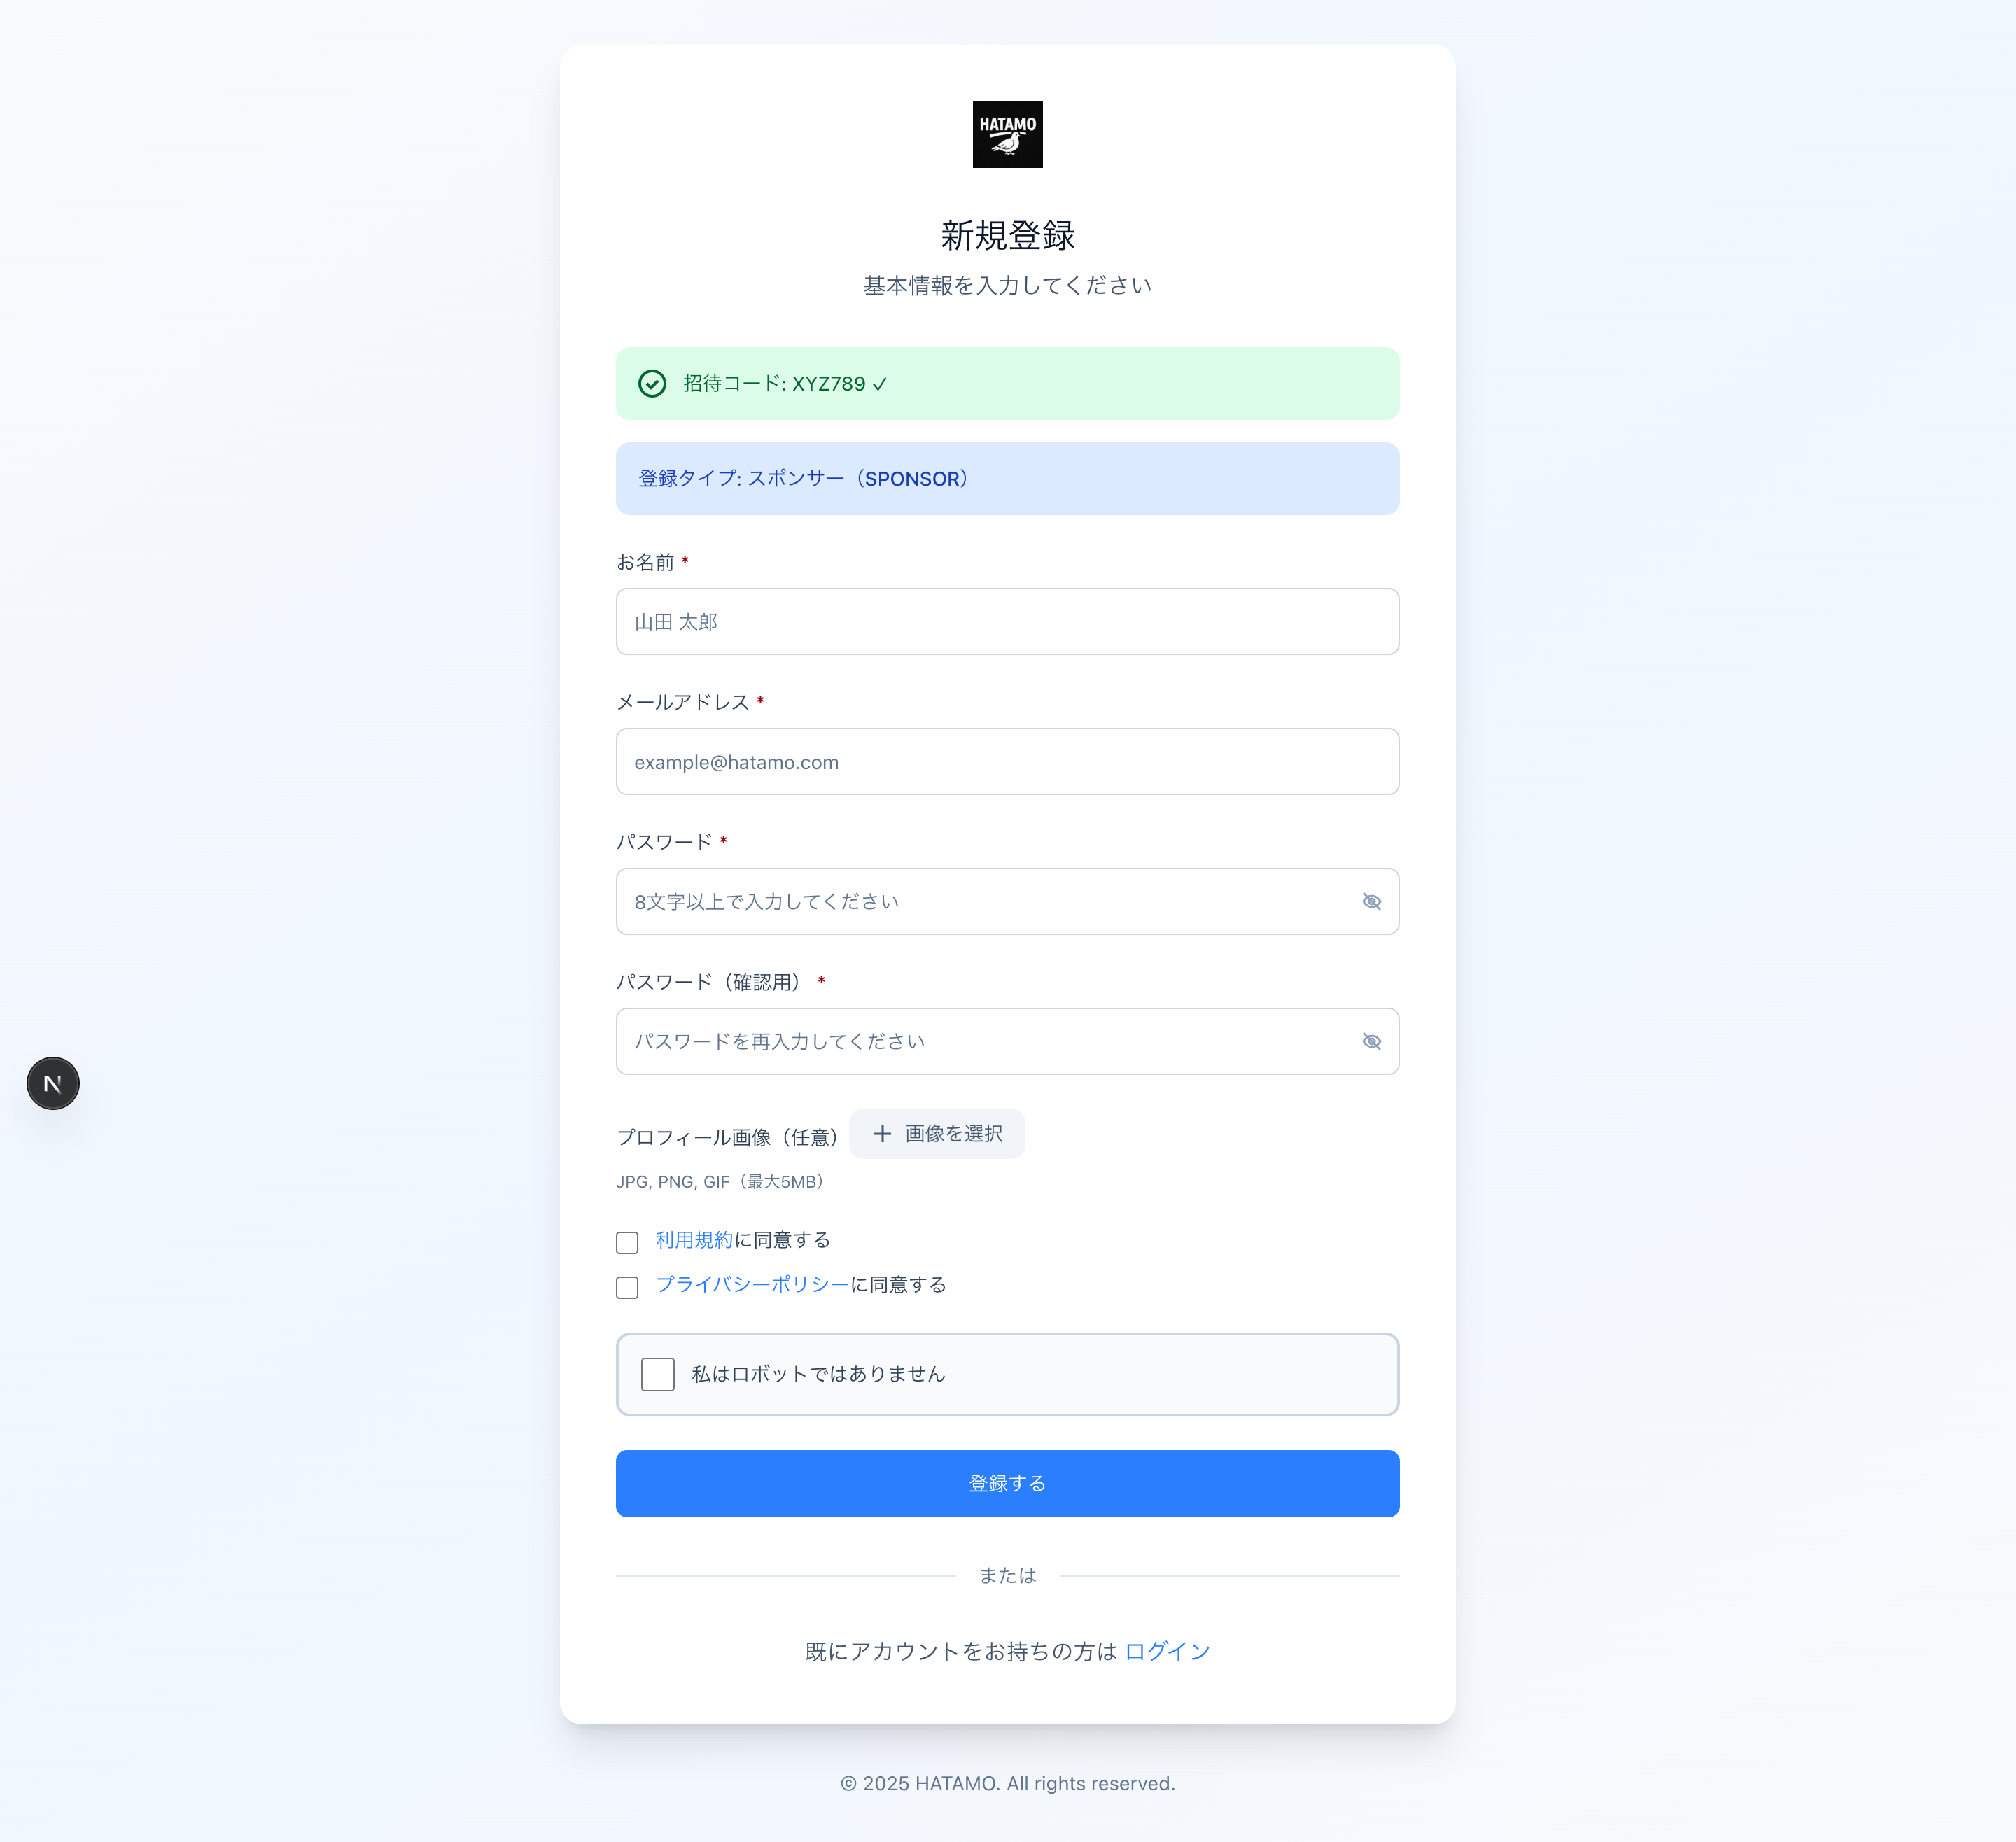 HATAMO
新規登録
基本情報を入力してください
招待コード: XYZ789 ✓
登録タイプ: スポンサー（SPONSOR）
お名前 *
山田 太郎
メールアドレス *
example@hatamo.com
パスワード *
8文字以上で入力してください
パスワード（確認用） *
パスワードを再入力してください
プロフィール画像（任意） + 画像を選択
JPG, PNG, GIF（最大5MB）
利用規約に同意する
プライバシーポリシーに同意する
私はロボットではありません
登録する
または
既にアカウントをお持ちの方は ログイン
© 2025 HATAMO. All rights reserved.
N